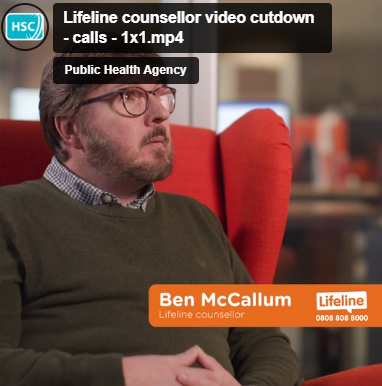 HSC
Lifeline counsellor video cutdown
- calls - 1x1.mp4
Public Health Agency
Ben McCallum
Lifeline counsellor
Lifeline
0808 808 8000